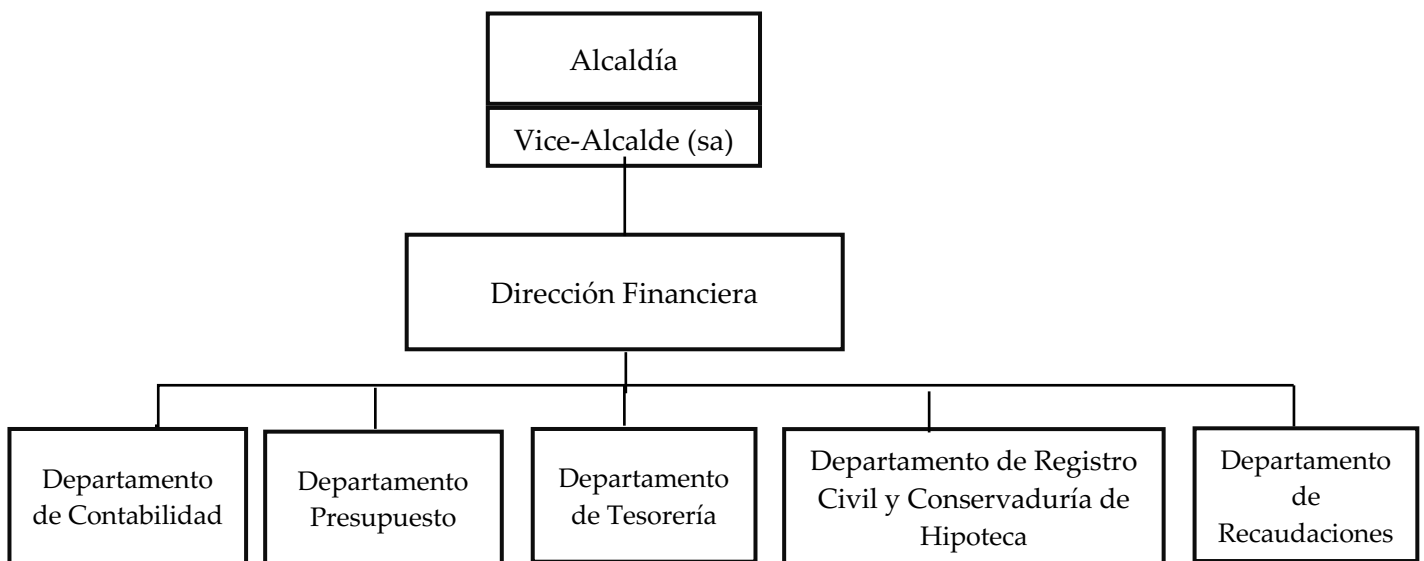 Alcaldía
Vice-Alcalde (sa)
Dirección Financiera
Departamento
de Contabilidad
Departamento
Presupuesto
Departamento
de Tesorería
Departamento de Registro
Civil y Conservaduría de
Hipoteca
Departamento
de
Recaudaciones